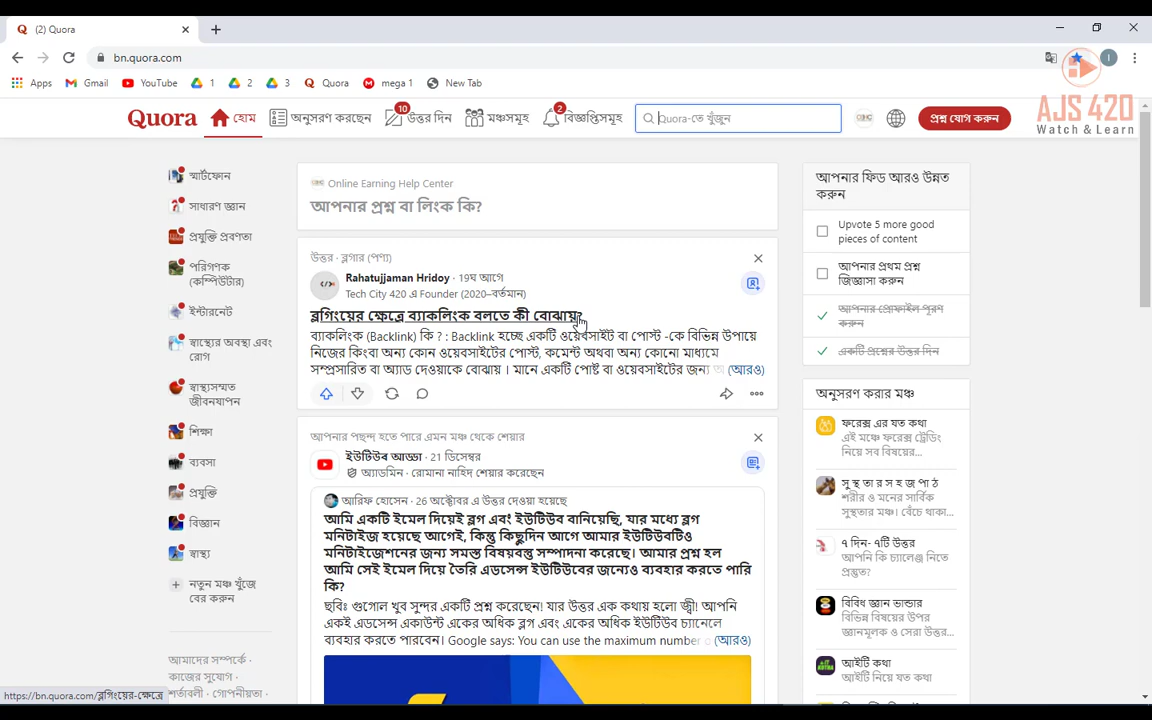 (2) Quora
bn.quora.com
Apps
Gmail
YouTube
1
2
3
Quora
mega 1
New Tab
AJS 420
Watch & Learn
Quora
হোম
অনুসরণ করছেন
10
উত্তর দিন
মঞ্চসমূহ
2
বিজ্ঞপ্তিসমূহ
Quora-তে খুঁজুন
প্রশ্ন যোগ করুন
স্মার্টফোন
সাধারণ জ্ঞান
প্রযুক্তি প্রবণতা
পরিগণক
(কম্পিউটার)
ইন্টারনেট
স্বাস্থ্যের অবস্থা এবং
রোগ
স্বাস্থ্যসম্মত
জীবনযাপন
শিক্ষা
ব্যবসা
প্রযুক্তি
বিজ্ঞান
স্বাস্থ্য
নতুন মঞ্চ খুঁজে
বের করুন
আমাদের সম্পর্কে ·
কাজের সুযোগ ·
শর্তাবলী · গোপনীয়তা ·
https://bn.quora.com/ব্লগিংয়ের-ক্ষেত্রে
Online Earning Help Center
আপনার প্রশ্ন বা লিংক কি?
উত্তর · ব্লগার (পণ্য)
Rahatujjaman Hridoy · 19ঘ আগে
Tech City 420 এ Founder (2020–বর্তমান)
ব্লগিংয়ের ক্ষেত্রে ব্যাকলিংক বলতে কী বোঝায়?
ব্যাকলিংক (Backlink) কি ? : Backlink হচ্ছে একটি ওয়েবসাইট বা পোস্ট -কে বিভিন্ন উপায়ে
নিজের কিংবা অন্য কোন ওয়েবসাইটের পোস্ট, কমেন্ট অথবা অন্য কোনো মাধ্যমে
সম্প্রসারিত বা অ্যাড দেওয়াকে বোঝায় । মানে একটি পোষ্ট বা ওয়েবসাইটের জন্য (আরও)
আপনার পছন্দ হতে পারে এমন মঞ্চ থেকে শেয়ার
ইউটিউব আড্ডা · 21 ডিসেম্বর
অ্যাডমিন · রোমানা নাহিদ শেয়ার করেছেন
আরিফ হোসেন · 26 অক্টোবর এ উত্তর দেওয়া হয়েছে
আমি একটি ইমেল দিয়েই ব্লগ এবং ইউটিউব বানিয়েছি, যার মধ্যে ব্লগ
মনিটাইজ হয়েছে আগেই, কিন্তু কিছুদিন আগে আমার ইউটিউবটিও
মনিটাইজেশনের জন্য সমস্ত বিষয়বস্তু সম্পাদনা করেছে। আমার প্রশ্ন হল
আমি সেই ইমেল দিয়ে তৈরি এডসেন্স ইউটিউবের জন্যেও ব্যবহার করতে পারি
কি?
ছবিঃ গুগোল খুব সুন্দর একটি প্রশ্ন করেছেন! যার উত্তর এক কথায় হলো জ্বী! আপনি
একই এডসেন্স একাউন্ট একের অধিক ব্লগ এবং একের অধিক ইউটিউব চ্যানেলে
ব্যবহার করতে পারবেন। Google says: You can use the maximum number (আরও)
আপনার ফিড আরও উন্নত
করুন
Upvote 5 more good
pieces of content
আপনার প্রথম প্রশ্ন
জিজ্ঞাসা করুন
আপনার প্রোফাইল পূরণ
করুন
একটি প্রশ্নের উত্তর দিন
অনুসরণ করার মঞ্চ
ফরেক্স এর যত কথা
এই মঞ্চে ফরেক্স ট্রেডিং
নিয়ে সব বিষয়ের...
সু স্থ তা র স হ জ পা ঠ
শরীর ও মনের সার্বিক
সুস্থতার মঞ্চ। বেঁচে থাকা...
৭ দিন- ৭টি উত্তর
আপনি কি চ্যালেঞ্জ নিতে
প্রস্তুত?
বিবিধ জ্ঞান ভান্ডার
বিভিন্ন বিষয়ের উপর
জ্ঞানমূলক ও সেরা উত্তর...
আইটি কথা
আইটি নিয়ে যত কথা